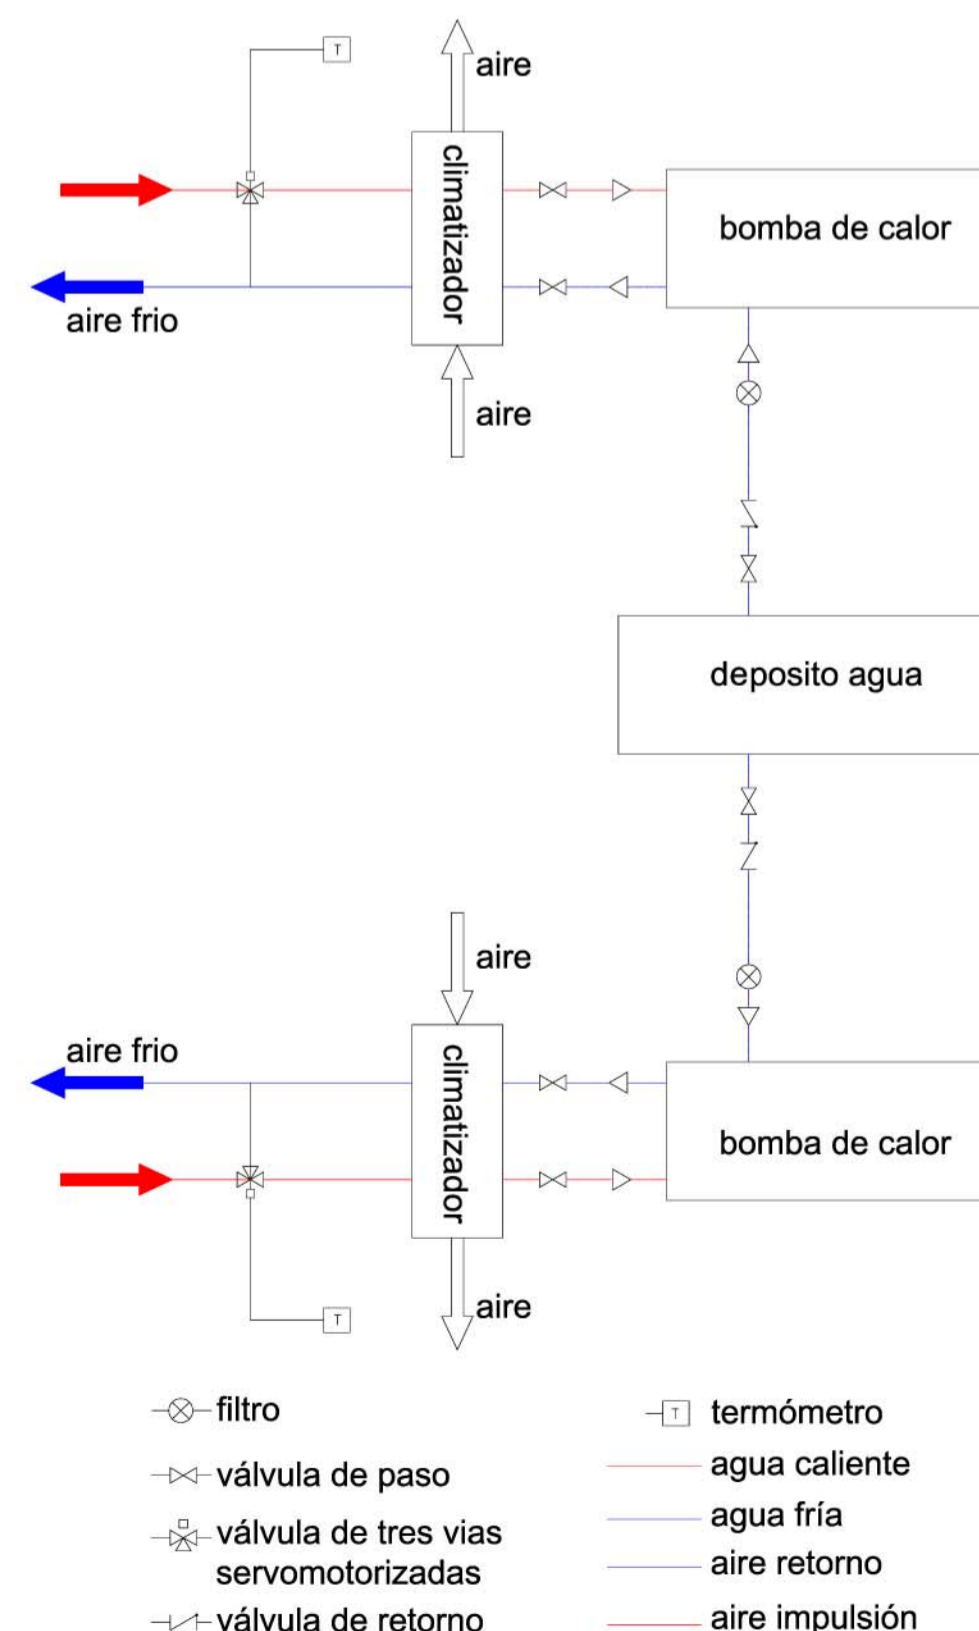 T
aire
climatizador
bomba de calor
aire frio
aire
deposito agua
aire
aire frio
climatizador
bomba de calor
aire
T
filtro
válvula de paso
válvula de tres vias
servomotorizadas
válvula de retorno
T termómetro
agua caliente
agua fría
aire retorno
aire impulsión